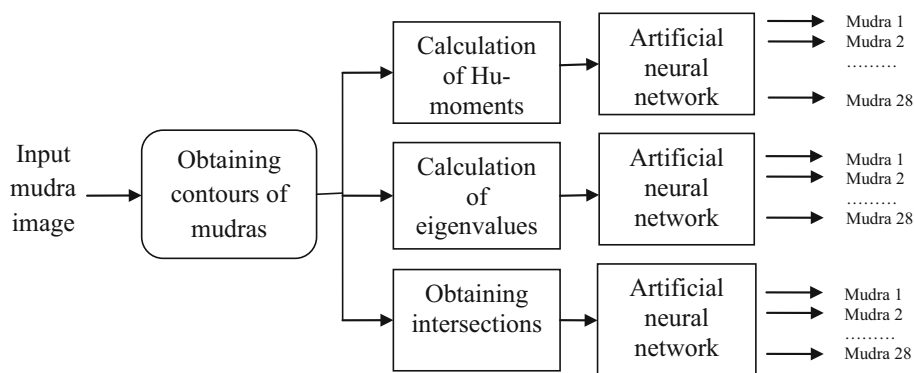 Input
mudra
image
Obtaining
contours of
mudras
Calculation
of Hu-
moments
Artificial
neural
network
Mudra 1
Mudra 2
………
Mudra 28
Calculation
of
eigenvalues
Artificial
neural
network
Mudra 1
Mudra 2
………
Mudra 28
Obtaining
intersections
Artificial
neural
network
Mudra 1
Mudra 2
………
Mudra 28